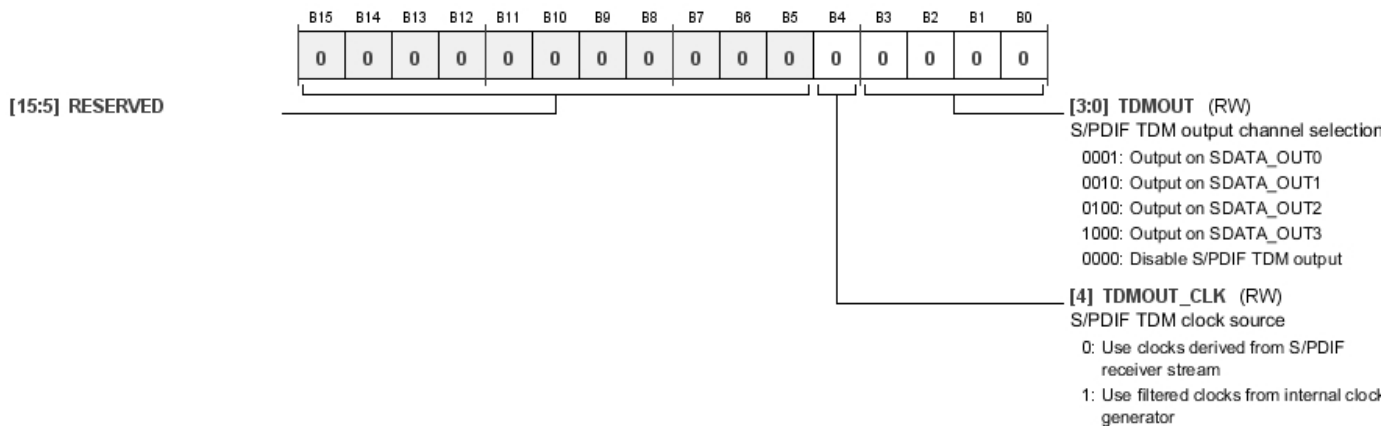 B15 B14 B13 B12 B11 B10 B9 B8 B7 B6 B5 B4 B3 B2 B1 B0
0 0 0 0 0 0 0 0 0 0 0 0 0 0 0 0
[15:5] RESERVED
[3:0] TDMOUT (RW)
S/PDIF TDM output channel selection
0001: Output on SDATA_OUT0
0010: Output on SDATA_OUT1
0100: Output on SDATA_OUT2
1000: Output on SDATA_OUT3
0000: Disable S/PDIF TDM output
[4] TDMOUT_CLK (RW)
S/PDIF TDM clock source
0: Use clocks derived from S/PDIF
receiver stream
1: Use filtered clocks from internal clock
generator